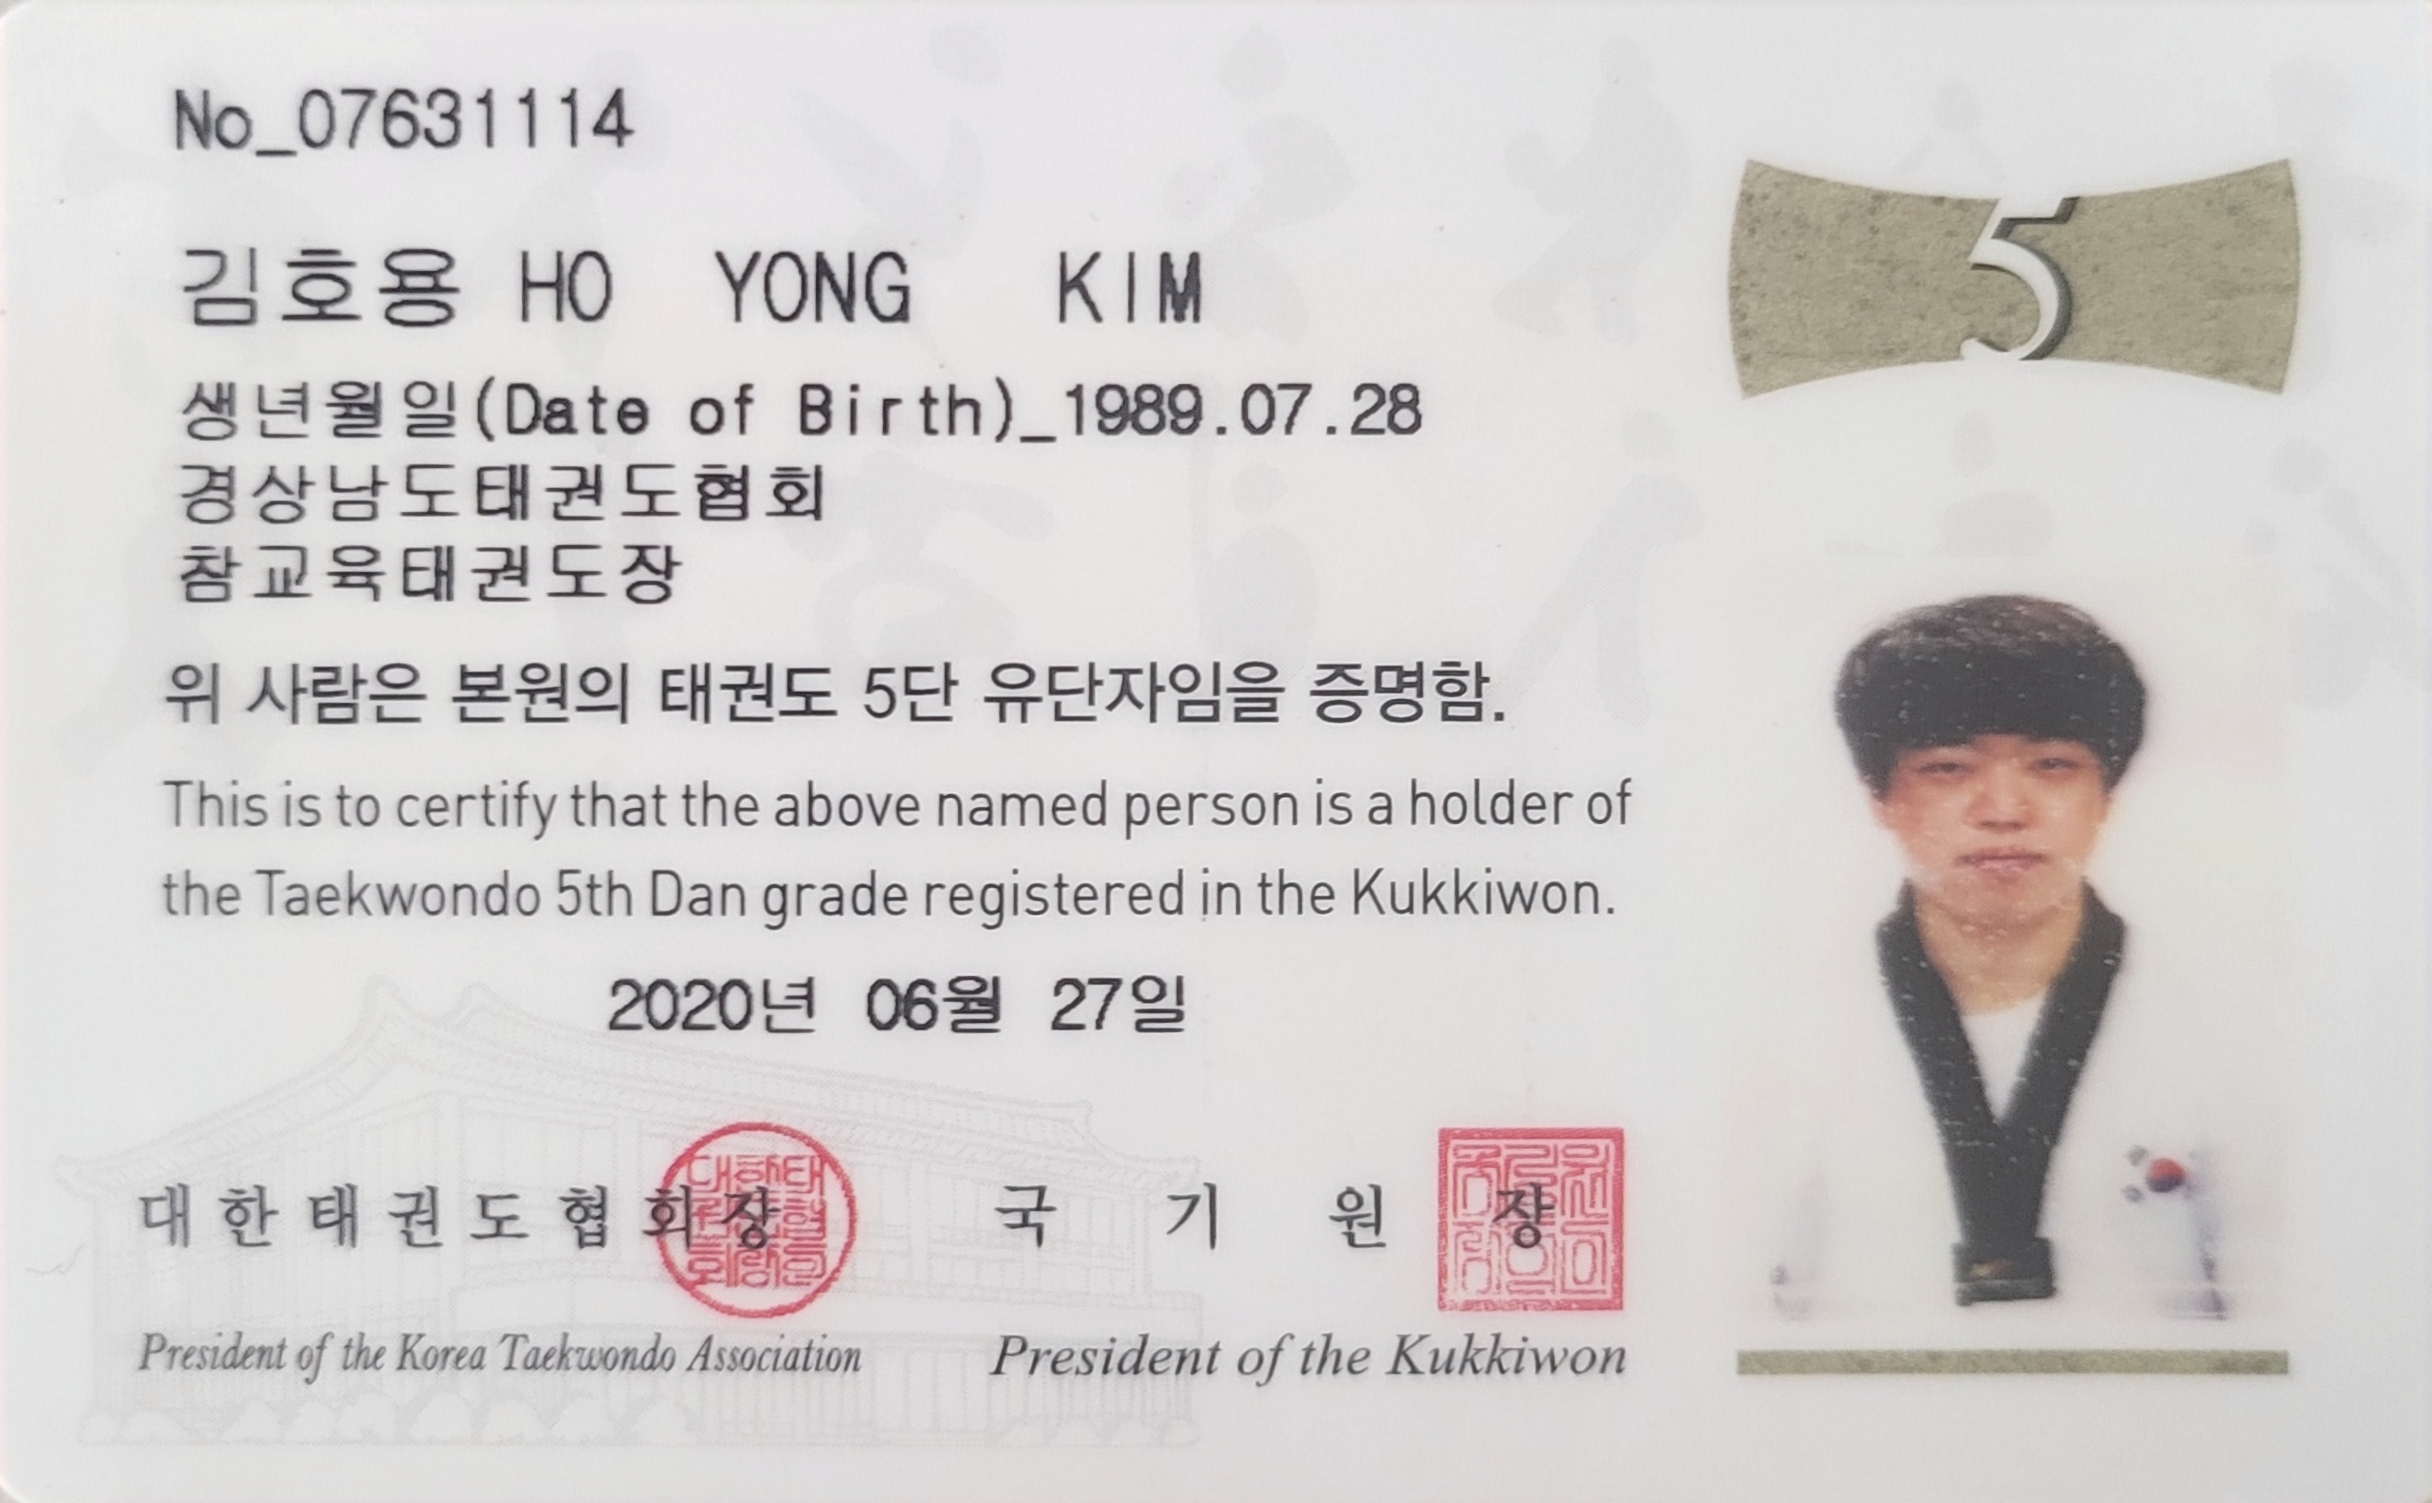 No_07631114
5
김호용 HO YONG KIM
생년월일(Date of Birth)_1989.07.28
경상남도태권도협회
참교육태권도장
위 사람은 본원의 태권도 5단 유단자임을 증명함.
This is to certify that the above named person is a holder of
the Taekwondo 5th Dan grade registered in the Kukkiwon.
2020년 06월 27일
대한태권도협회장
President of the Korea Taekwondo Association
국기원장
President of the Kukkiwon